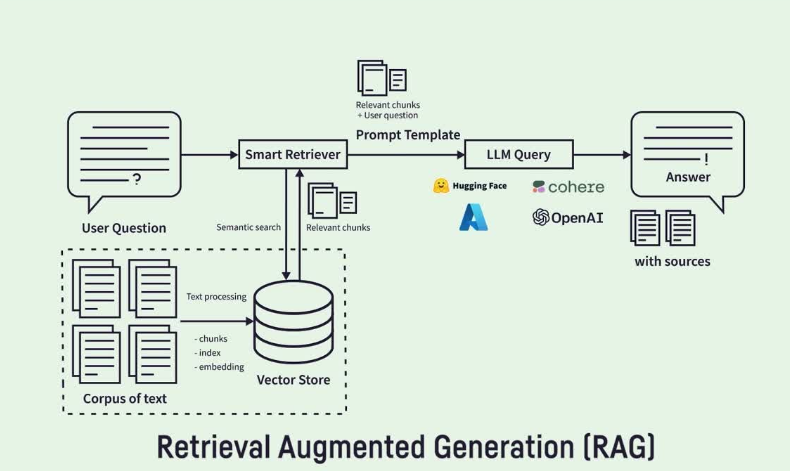 Relevant chunks
+ User question
Prompt Template
?
User Question
Smart Retriever
LLM Query
!
Answer
with sources
Hugging Face
cohere
OpenAI
Semantic search
Relevant chunks
Text processing
- chunks
- index
- embedding
Corpus of text
Vector Store
Retrieval Augmented Generation (RAG)